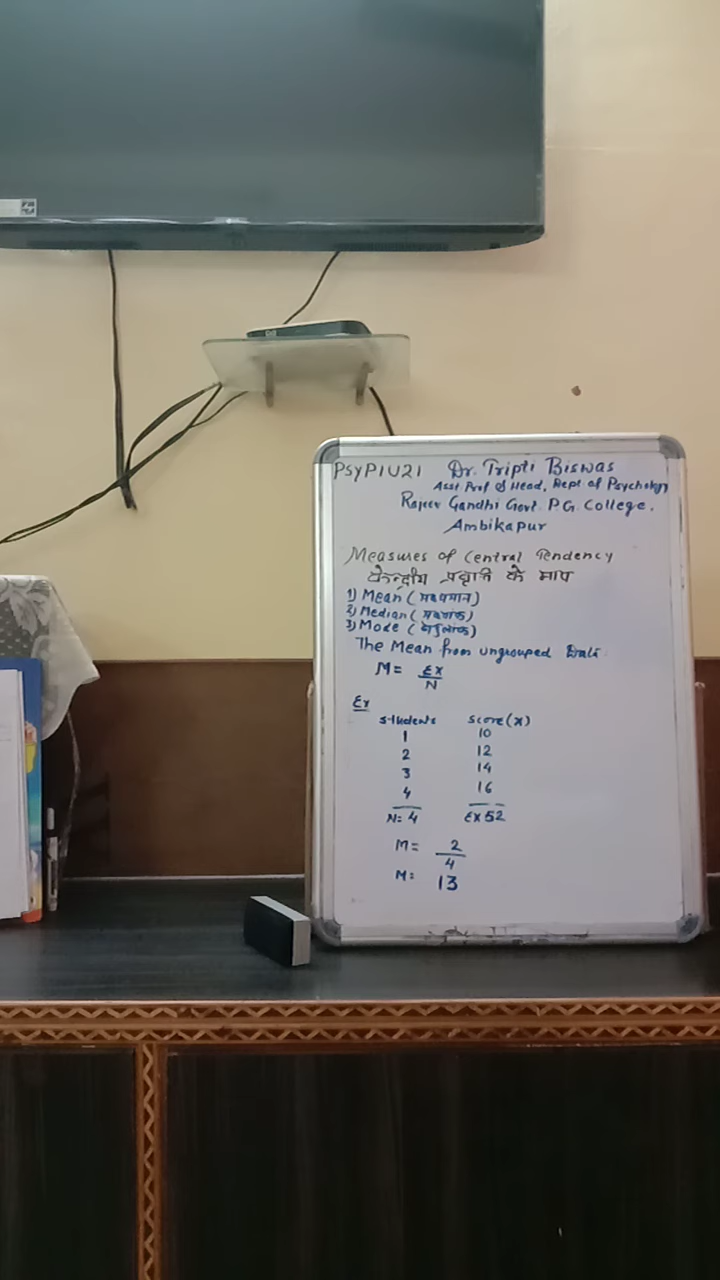 PSyP1U21 Dr. Tripti Biswas
Asst Prof & Head, Dept. of Psychology
Rajeev Gandhi Govt. P.G. College,
Ambikapur
Measures of Central Tendency
केन्द्रीय प्रवृति के माप
1) Mean (मध्यमान)
2) Median (मध्यांक)
3) Mode (बहुलांक)
The Mean from ungrouped Data.
M = Σx
N
Ex
Students Score (x)
1 10
2 12
3 14
4 16
N= 4 Σx 52
M= 2
4
M: 13